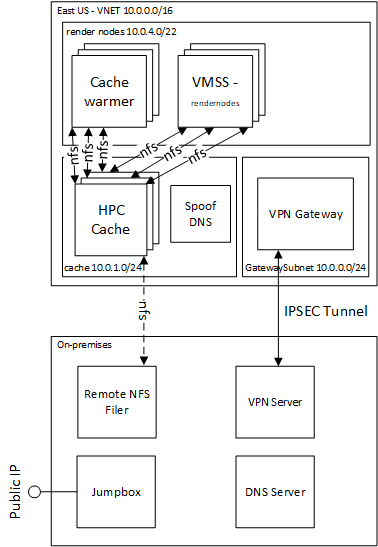 East US - VNET 10.0.0.0/16
render nodes 10.0.4.0/22
Cache
warmer
VMSS -
rendernodes
nfs
nfs
nfs
nfs
nfs
nfs
HPC
Cache
Spoof
DNS
VPN Gateway
cache 10.0.1.0/24
GatewaySubnet 10.0.0.0/24
nfs
IPSEC Tunnel
On-premises
Remote NFS
Filer
VPN Server
Public IP
Jumpbox
DNS Server